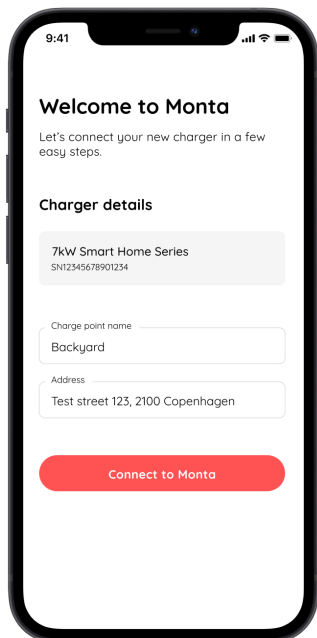 9:41
Welcome to Monta
Let's connect your new charger in a few
easy steps.
Charger details
7kW Smart Home Series
SN12345678901234
Charge point name
Backyard
Address
Test street 123, 2100 Copenhagen
Connect to Monta